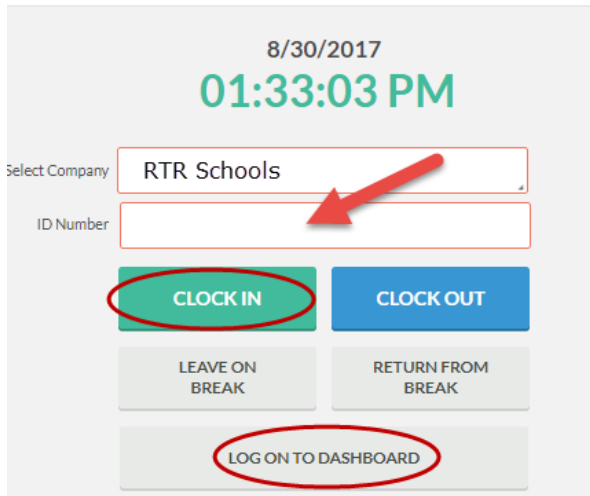 8/30/2017
01:33:03 PM
Select Company RTR Schools
ID Number
CLOCK IN CLOCK OUT
LEAVE ON BREAK RETURN FROM BREAK
LOG ON TO DASHBOARD